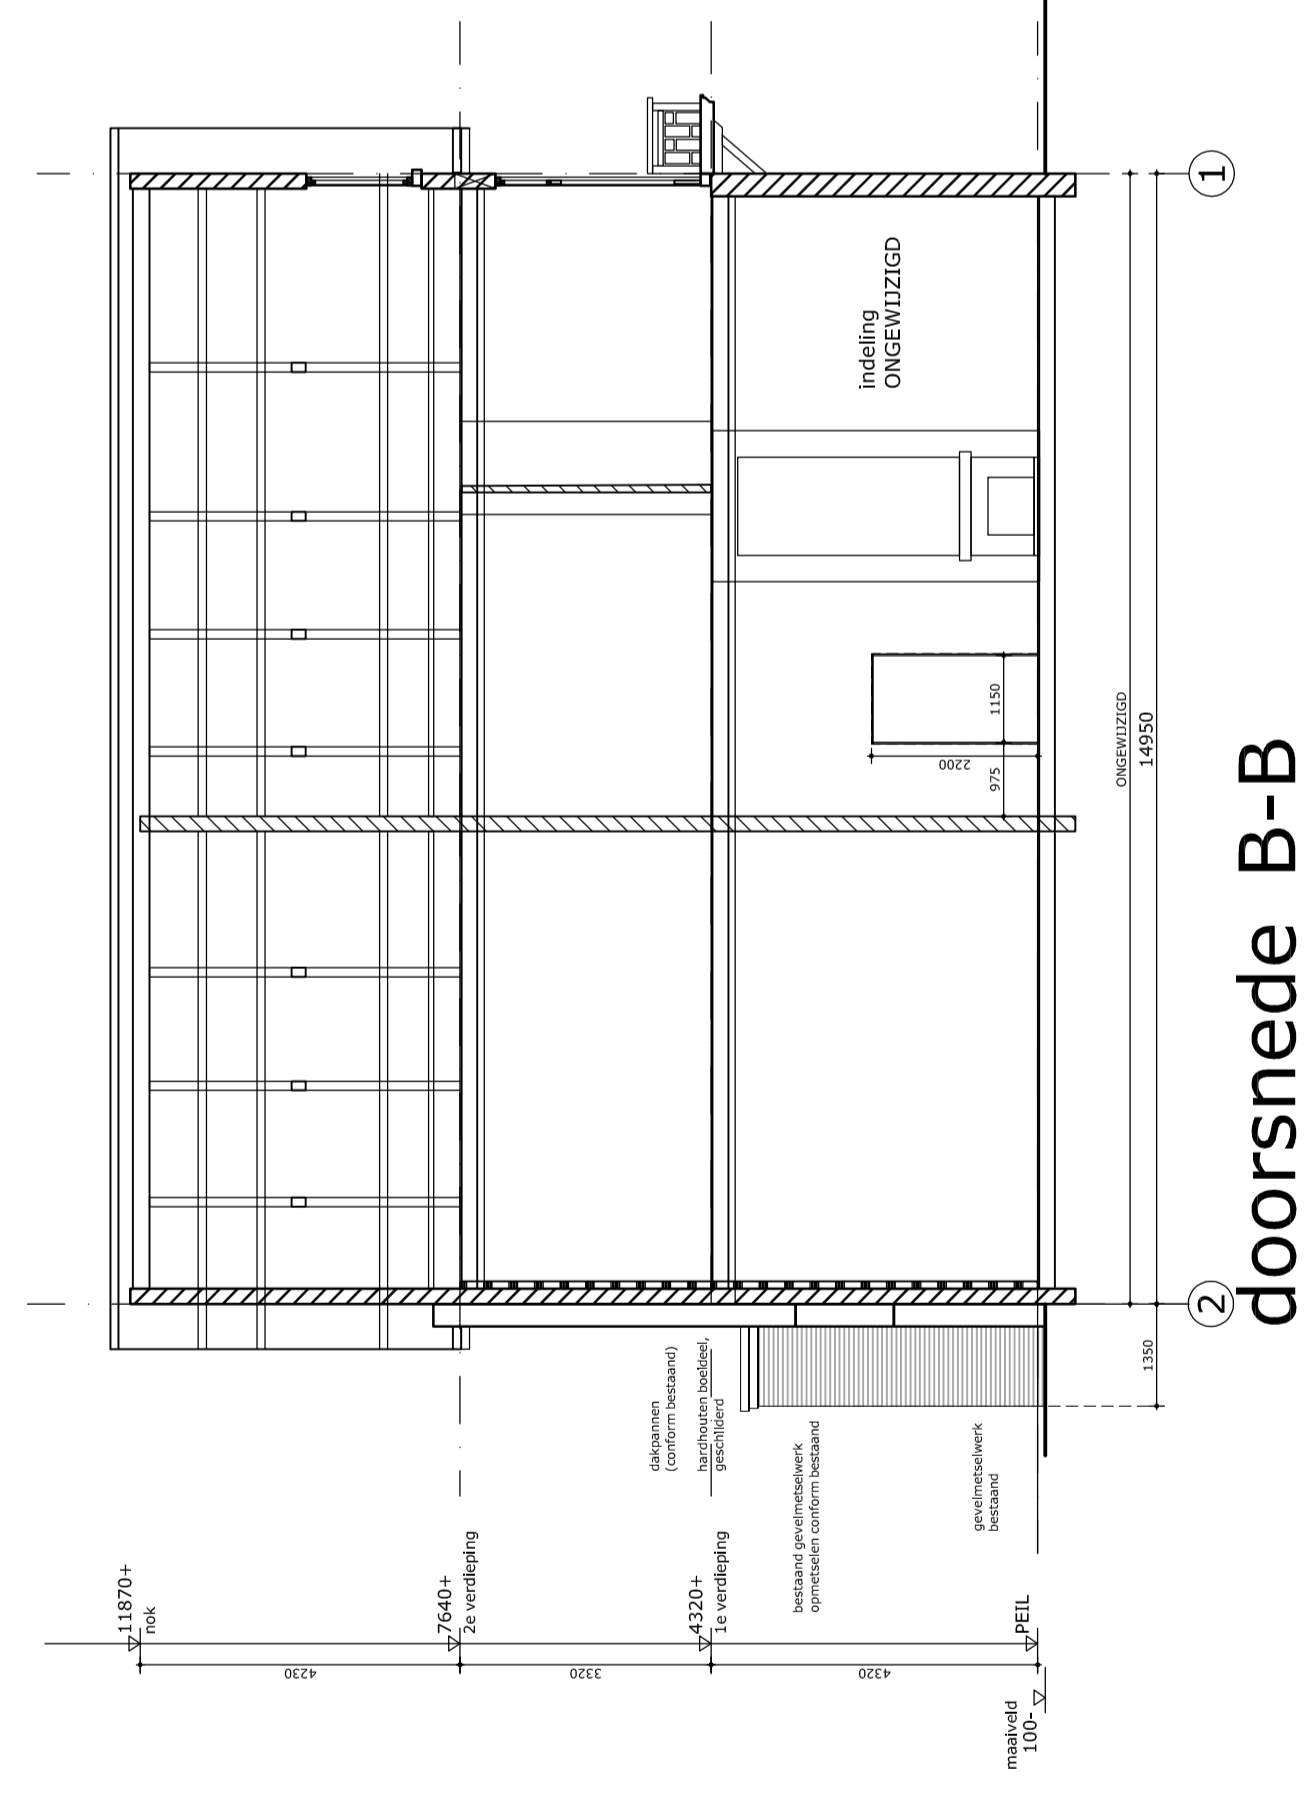 11870+
nok
7640+
2e verdieping
4320+
1e verdieping
PEIL
maaiveld
100-
4230
3320
4320
dakpannen
(conform bestaand)
hardhouten boeldeel,
geschilderd
bestaand gevelmetselwerk
opmetselen conform bestaand
gevelmetselwerk
bestaand
indeling
ONGEWIJZIGD
2200
975
1150
ONGEWIJZIGD
14950
1350
2
1
doorsnede B-B